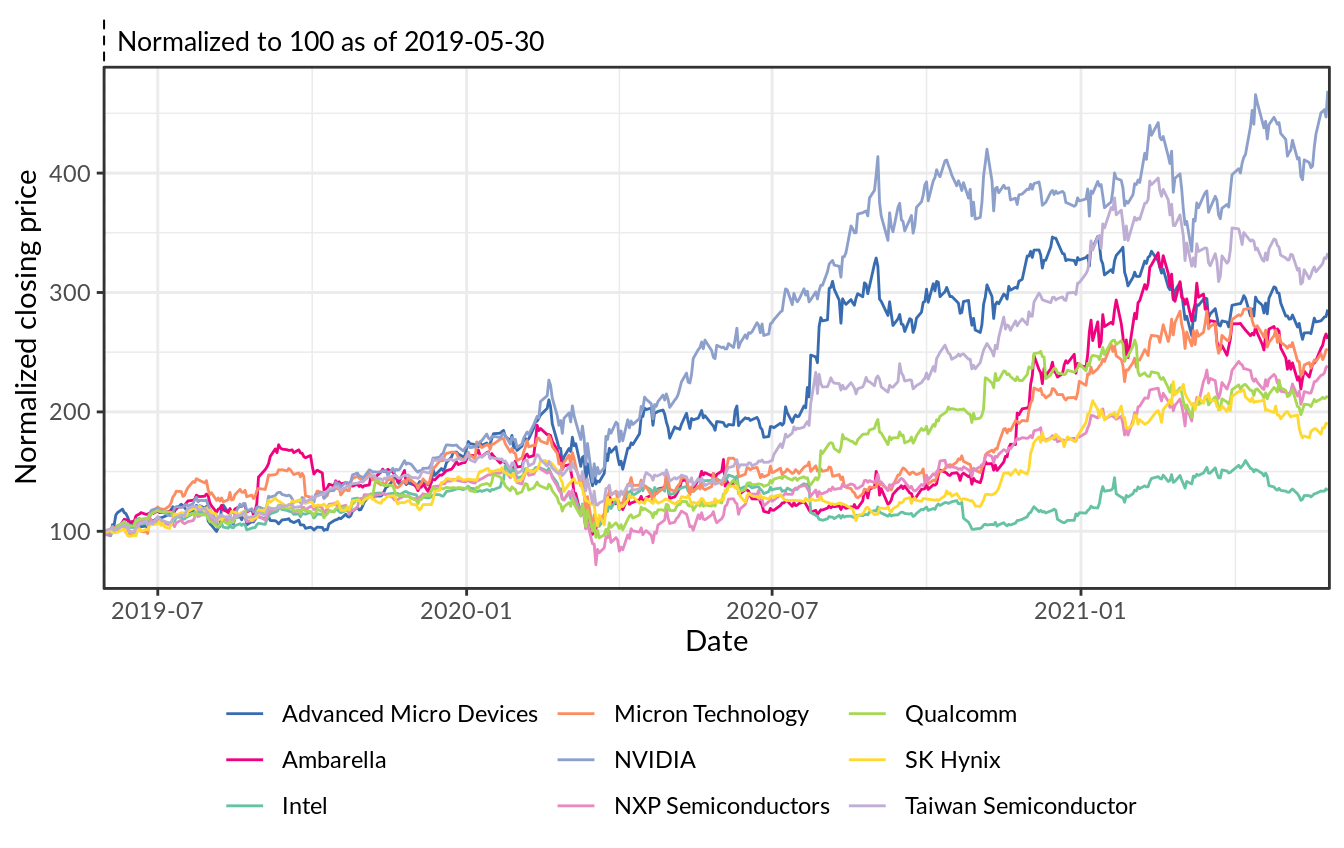 Normalized to 100 as of 2019-05-30
Normalized closing price
400
300
200
100
2019-07 2020-01 2020-07 2021-01
Date
Advanced Micro Devices Micron Technology Qualcomm
Ambarella NVIDIA SK Hynix
Intel NXP Semiconductors Taiwan Semiconductor